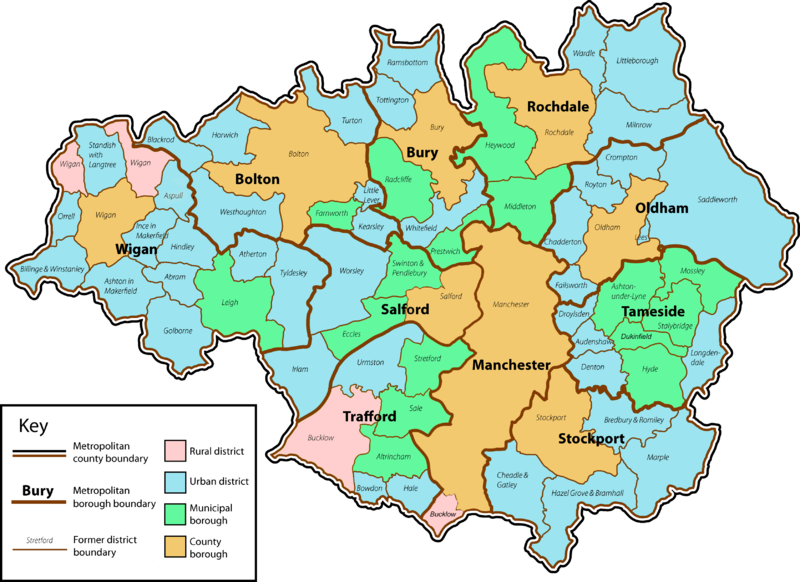 Ramsbottom
Wardle
Littleborough
Tottington
Rochdale
Turton
Bury
Rochdale
Milnrow
Horwich
Blackrod
Bury
Heywood
Standish
with
Langtree
Wigan
Wigan
Bolton
Bolton
Crompton
Radcliffe
Royton
Aspull
Little
Lever
Saddleworth
Middleton
Oldham
Orrell
Wigan
Westhoughton
Farnworth
Kearsley
Whitefield
Oldham
Lees
Ince in
Makerfield
Wigan
Hindley
Prestwich
Chadderton
Atherton
Billinge & Winstanley
Abram
Tyldesley
Worsley
Swinton &
Pendlebury
Mossley
Ashton in
Makerfield
Leigh
Salford
Salford
Manchester
Failsworth
Ashton-
under-Lyne
Droylsden
Tameside
Stalybridge
Golborne
Eccles
Audenshaw
Dukinfield
Longden-
dale
Irlam
Urmston
Stretford
Manchester
Denton
Hyde
Trafford
Sale
Bucklow
Stockport
Stockport
Bredbury & Romiley
Altrincham
Marple
Bowdon
Hale
Cheadle &
Gatley
Hazel Grove & Bramhall
Bucklow
Key
Metropolitan
county boundary
Bury
Metropolitan
borough boundary
Stretford
Former district
boundary
Rural district
Urban district
Municipal
borough
County
borough